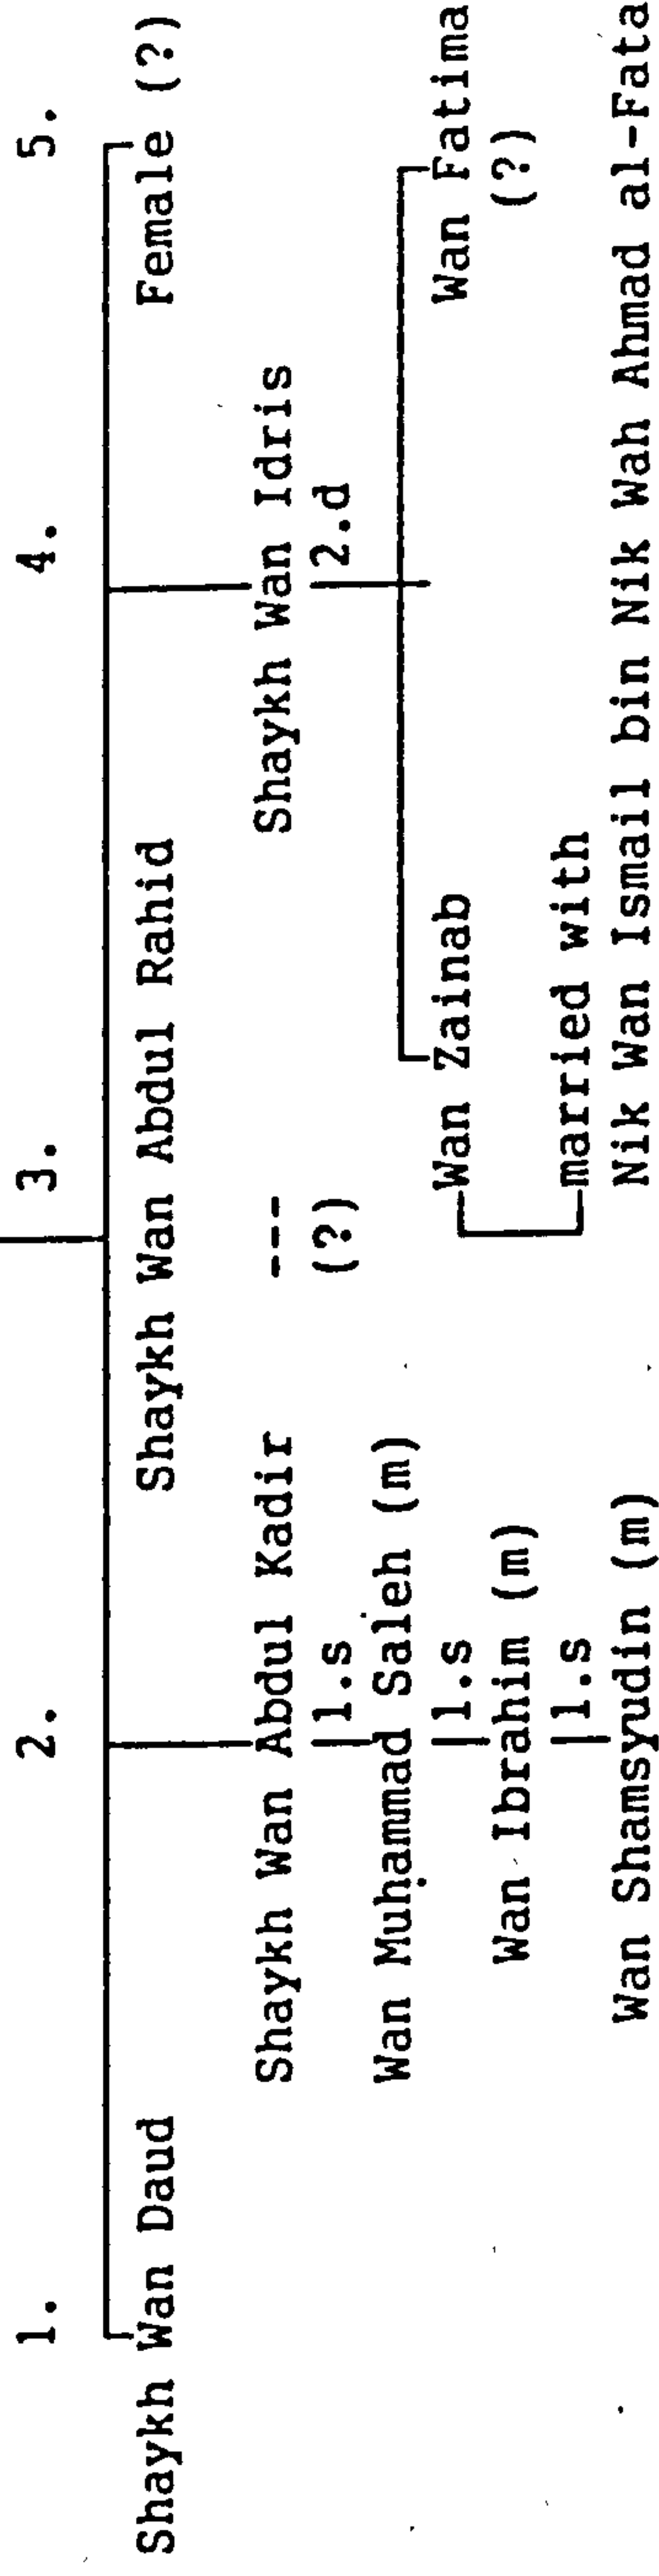 1. 2. 3. 4. 5.
Shaykh Wan Daud Shaykh Wan Abdul Rahid Female (?)
Shaykh Wan Abdul Kadir --- Shaykh Wan Idris
1.s (?) 2.d
Wan Muḥammad Saleh (m) Wan Zainab Wan Fatima
1.s (?)
Wan Ibrahim (m) married with
1.s
Wan Shamsyudin (m) Nik Wan Ismail bin Nik Wah Ahmad al-Fata